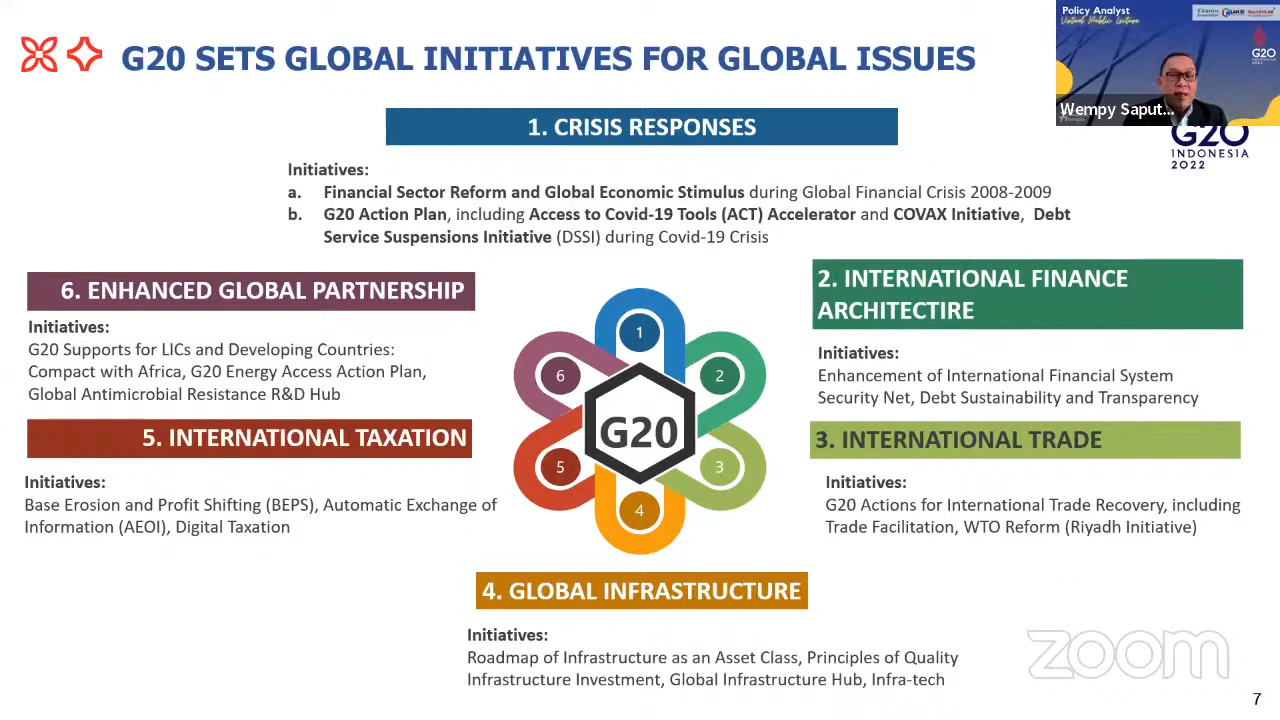 G20 SETS GLOBAL INITIATIVES FOR GLOBAL ISSUES
Policy Analyst
Virtual Public Lecture
G20
Wempy Saput...
G20
INDONESIA
2022
1. CRISIS RESPONSES
Initiatives:
a. Financial Sector Reform and Global Economic Stimulus during Global Financial Crisis 2008-2009
b. G20 Action Plan, including Access to Covid-19 Tools (ACT) Accelerator and COVAX Initiative, Debt
Service Suspensions Initiative (DSSI) during Covid-19 Crisis
6. ENHANCED GLOBAL PARTNERSHIP
Initiatives:
G20 Supports for LICs and Developing Countries:
Compact with Africa, G20 Energy Access Action Plan,
Global Antimicrobial Resistance R&D Hub
5. INTERNATIONAL TAXATION
Initiatives:
Base Erosion and Profit Shifting (BEPS), Automatic Exchange of
Information (AEOI), Digital Taxation
1
2
3
4
5
6
G20
2. INTERNATIONAL FINANCE
ARCHITECTIRE
Initiatives:
Enhancement of International Financial System
Security Net, Debt Sustainability and Transparency
3. INTERNATIONAL TRADE
Initiatives:
G20 Actions for International Trade Recovery, including
Trade Facilitation, WTO Reform (Riyadh Initiative)
4. GLOBAL INFRASTRUCTURE
Initiatives:
Roadmap of Infrastructure as an Asset Class, Principles of Quality
Infrastructure Investment, Global Infrastructure Hub, Infra-tech
zoom
7